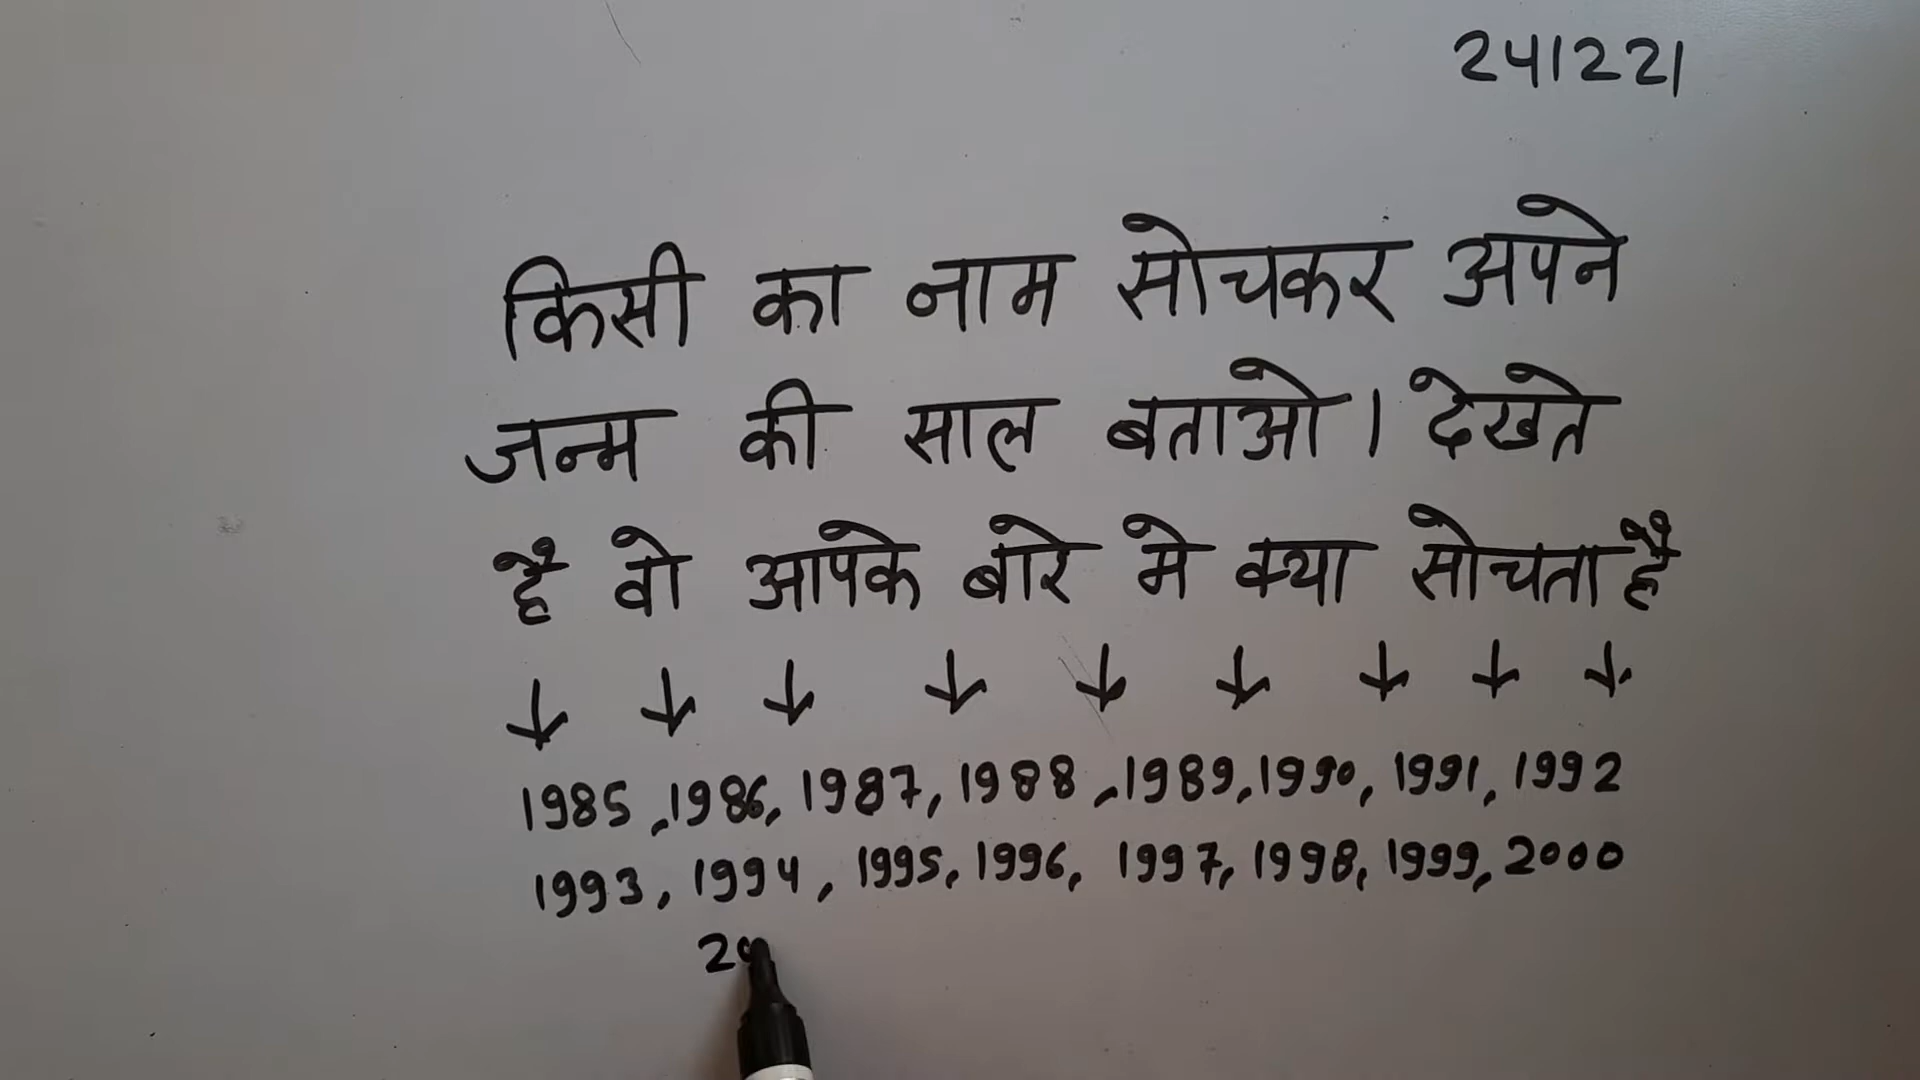 241221
किसी का नाम सोचकर अपने
जन्म की साल बताओ। देखते
है वो आपके बारे मे क्या सोचता है
↓ ↓ ↓ ↓ ↓ ↓ ↓ ↓ ↓
1985, 1986, 1987, 1988, 1989, 1990, 1991, 1992
1993, 1994, 1995, 1996, 1997, 1998, 1999, 2000
20